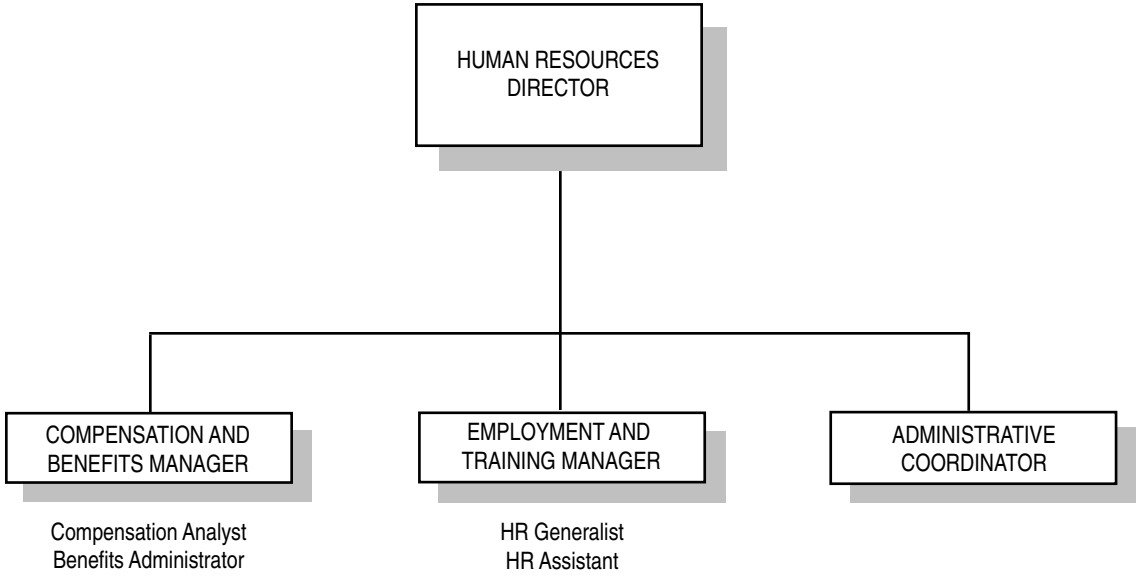 HUMAN RESOURCES
DIRECTOR
COMPENSATION AND
BENEFITS MANAGER
EMPLOYMENT AND
TRAINING MANAGER
ADMINISTRATIVE
COORDINATOR
Compensation Analyst
Benefits Administrator
HR Generalist
HR Assistant